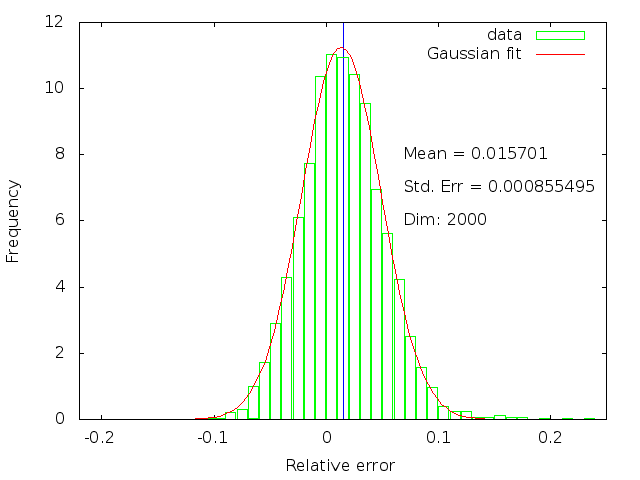 12
10
8
6
4
2
0
Frequency
data
Gaussian fit
Mean = 0.015701
Std. Err = 0.000855495
Dim: 2000
-0.2 -0.1 0 0.1 0.2
Relative error